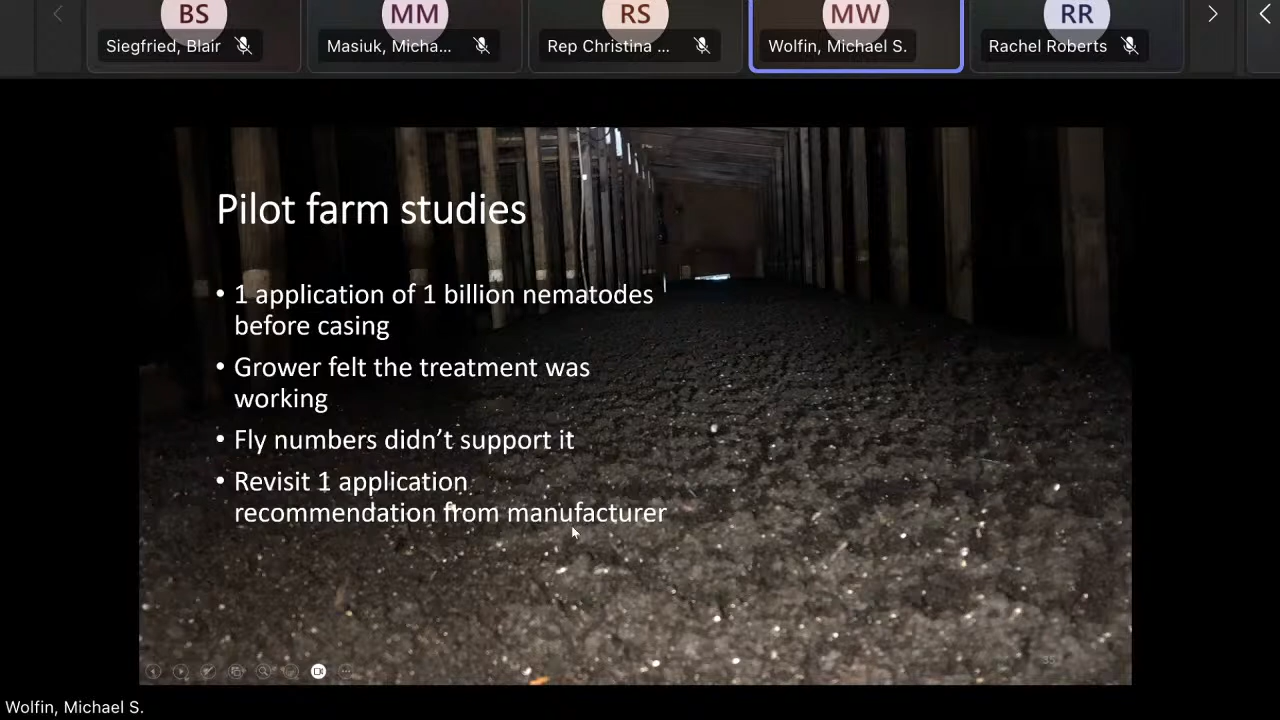 BS
MM
RS
MW
RR
Siegfried, Blair
Masiuk, Micha...
Rep Christina ...
Wolfin, Michael S.
Rachel Roberts
Pilot farm studies
• 1 application of 1 billion nematodes
before casing
• Grower felt the treatment was
working
• Fly numbers didn't support it
• Revisit 1 application
recommendation from manufacturer
35
Wolfin, Michael S.